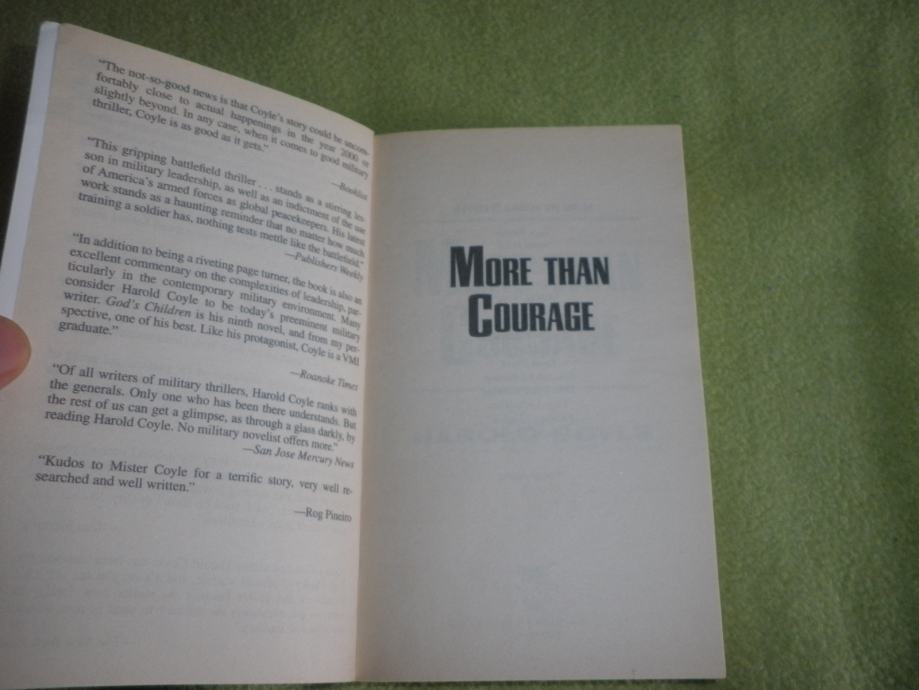 “The not-so-good news is that Coyle’s story could be uncom-
fortably close to actual happenings in the year 2000 or
slightly beyond. In any case, when it comes to good military
thriller, Coyle is as good as it gets.”
—Booklist
“This gripping battlefield thriller . . . stands as a stirring les-
son in military leadership, as well as an indictment of the use
of America’s armed forces as global peacekeepers. His latest
work stands as a haunting reminder that no matter how much
training a soldier has, nothing tests mettle like the battlefield.”
—Publishers Weekly
“In addition to being a riveting page turner, the book is also an
excellent commentary on the complexities of leadership, par-
ticularly in the contemporary military environment. Many
consider Harold Coyle to be today’s preeminent military
writer. God’s Children is his ninth novel, and from my per-
spective, one of his best. Like his protagonist, Coyle is a VMI
graduate.”
—Roanoke Times
“Of all writers of military thrillers, Harold Coyle ranks with
the generals. Only one who has been there understands. But
the rest of us can get a glimpse, as through a glass darkly, by
reading Harold Coyle. No military novelist offers more.”
—San Jose Mercury News
“Kudos to Mister Coyle for a terrific story, very well re-
searched and well written.”
—Rog Pineiro
MORE THAN
COURAGE